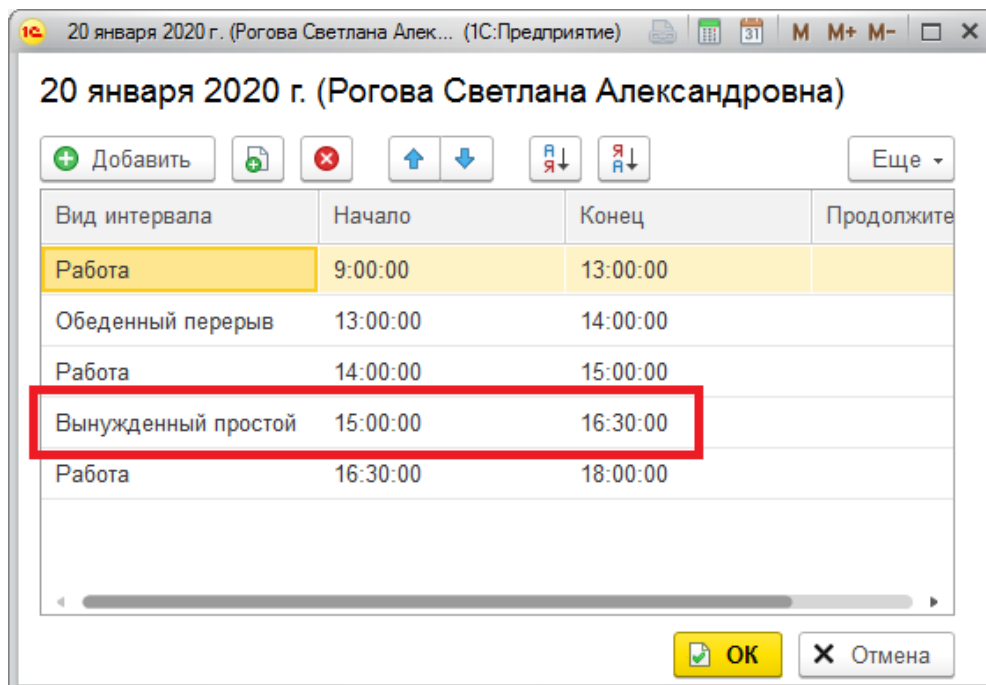 1С 20 января 2020 г. (Рогова Светлана Алек... (1С:Предприятие) 31 M M+ M-
20 января 2020 г. (Рогова Светлана Александровна)
Добавить А Я Я А Еще
Вид интервала Начало Конец Продолжите
Работа 9:00:00 13:00:00
Обеденный перерыв 13:00:00 14:00:00
Работа 14:00:00 15:00:00
Вынужденный простой 15:00:00 16:30:00
Работа 16:30:00 18:00:00
ОК Отмена